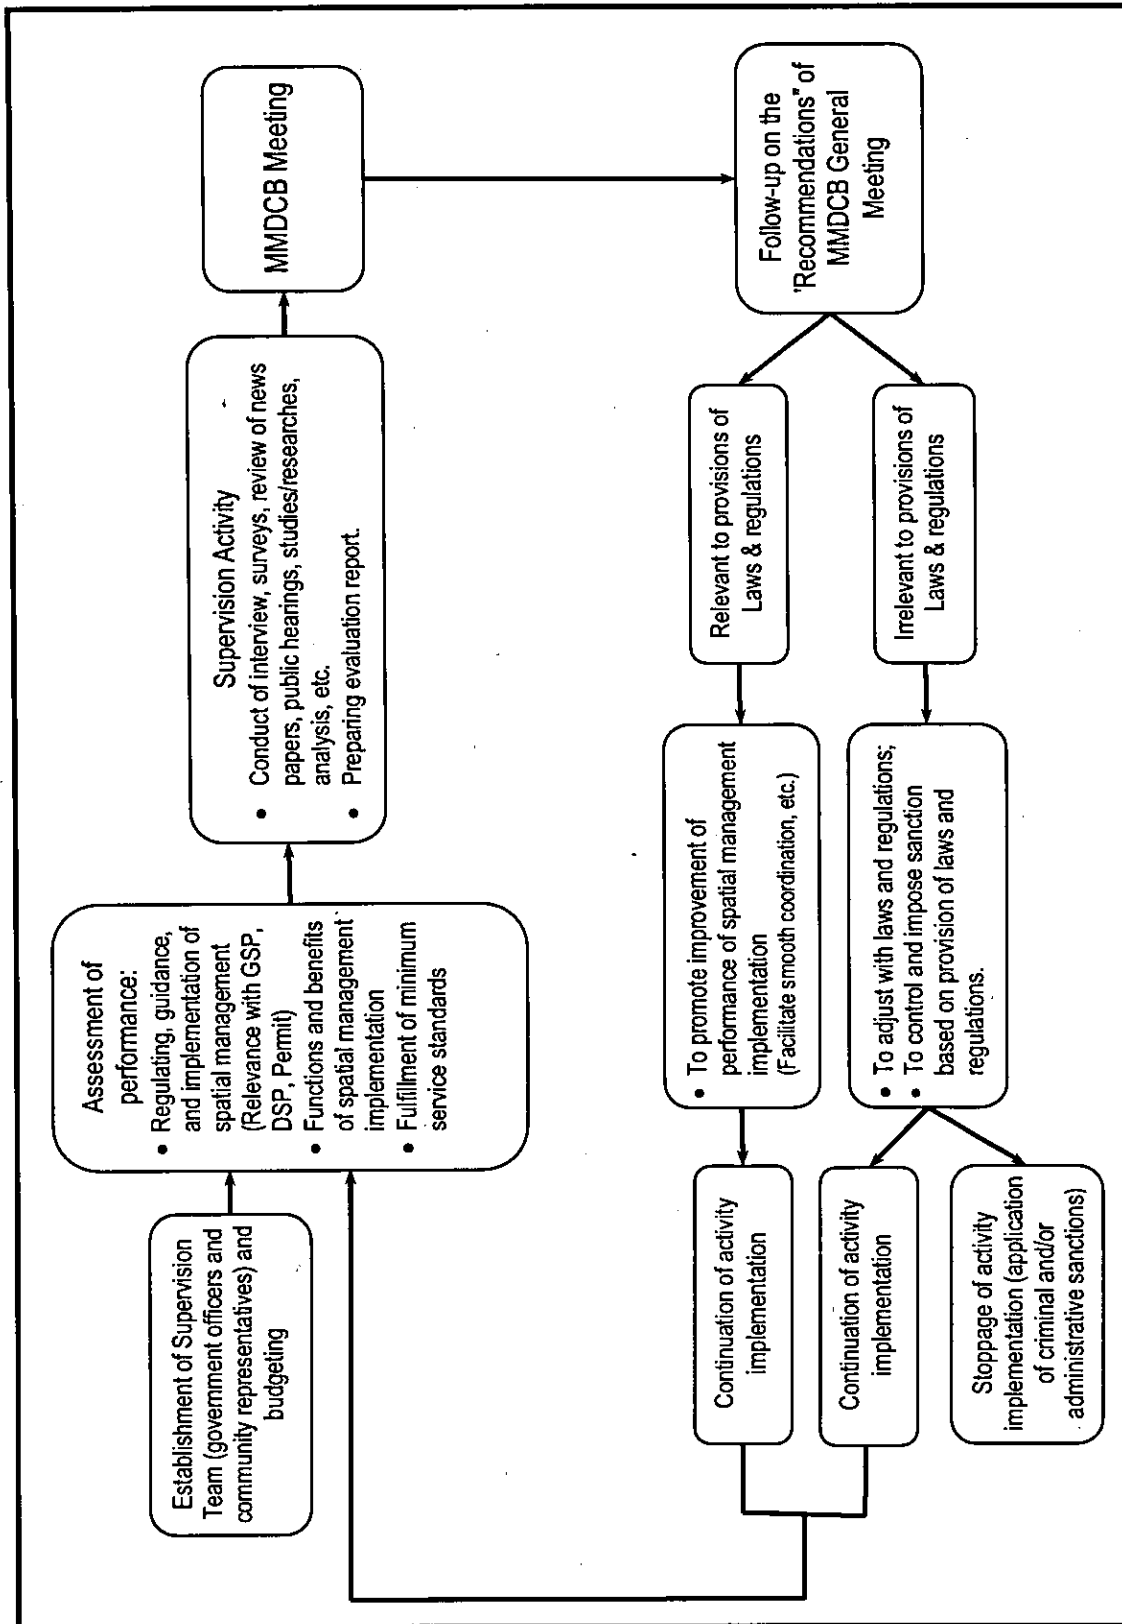 Establishment of Supervision
Team (government officers and
community representatives) and
budgeting
Assessment of
performance:
• Regulating, guidance,
and implementation of
spatial management
(Relevance with GSP,
DSP, Permit)
• Functions and benefits
of spatial management
implementation
• Fulfillment of minimum
service standards
Supervision Activity
• Conduct of interview, surveys, review of news
papers, public hearings, studies/researches,
analysis, etc.
• Preparing evaluation report.
MMDCB Meeting
Follow-up on the
"Recommendations" of
MMDCB General
Meeting
Relevant to provisions of
Laws & regulations
Irrelevant to provisions of
Laws & regulations
• To promote improvement of
performance of spatial management
implementation
(Facilitate smooth coordination, etc.)
• To adjust with laws and regulations;
• To control and impose sanction
based on provision of laws and
regulations.
Continuation of activity
implementation
Continuation of activity
implementation
Stoppage of activity
implementation (application
of criminal and/or
administrative sanctions)